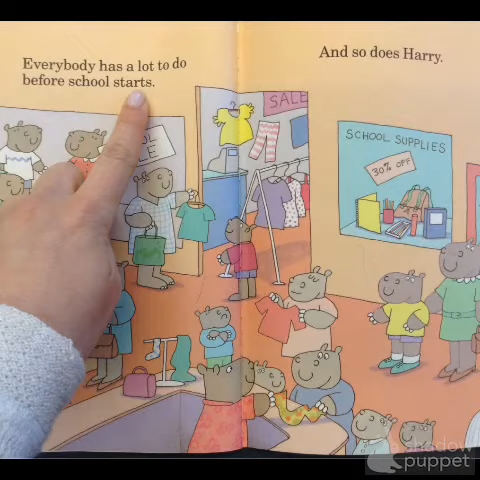 Everybody has a lot to do
before school starts.
And so does Harry.
SALE
SCHOOL SUPPLIES
30% OFF
shadow
puppet